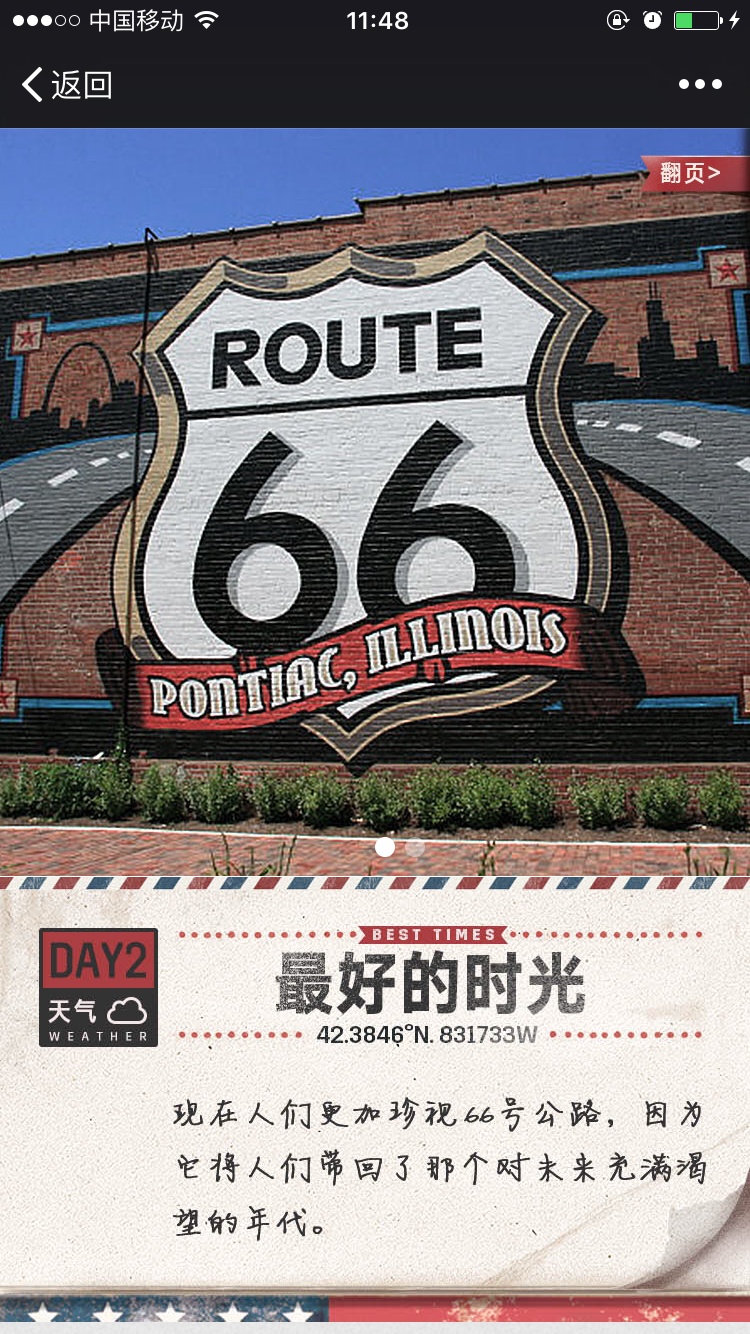 中国移动
11:48
返回
翻页>
ROUTE
66
PONTIAC, ILLINOIS
BEST TIMES
DAY2
最好的时光
天气
WEATHER
42.3846°N. 831733W
现在人们更加珍视66号公路，因为
它将人们带回了那个对未来充满渴
望的年代。